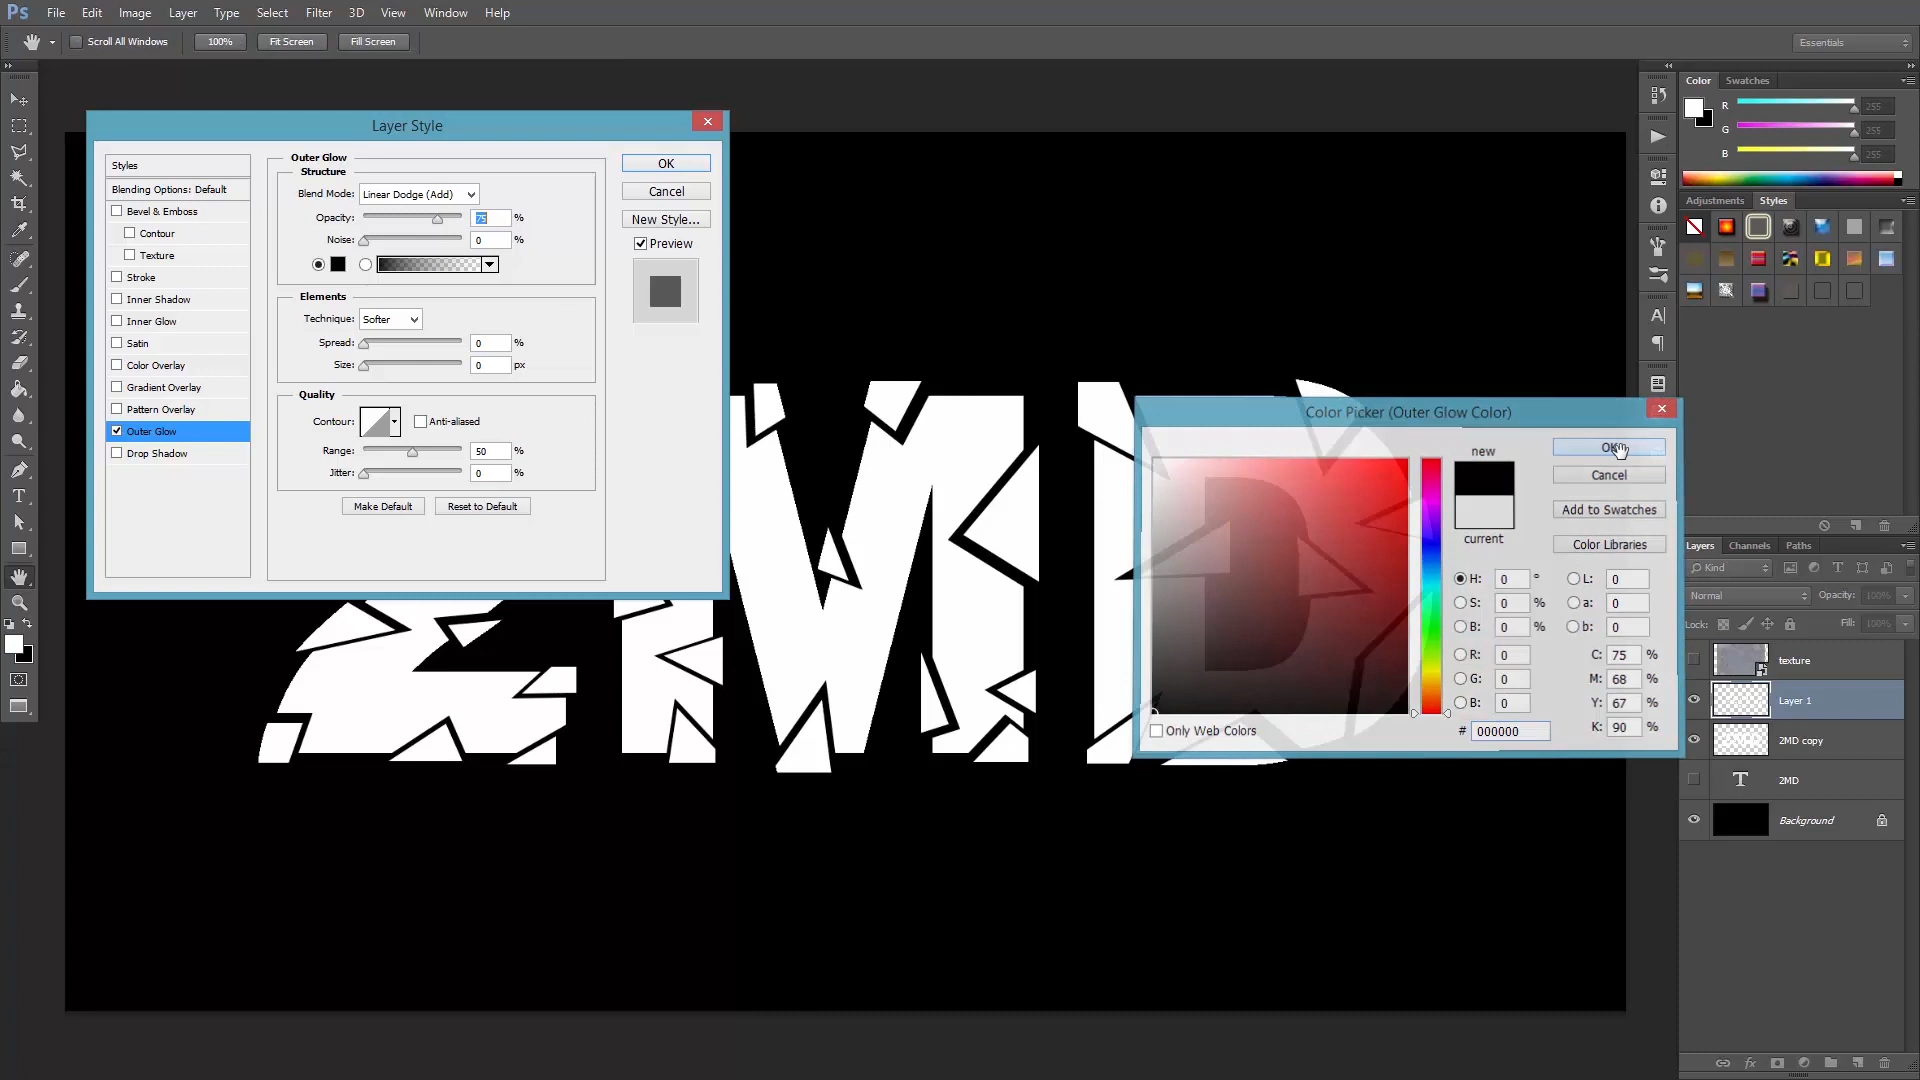 Ps File Edit Image Layer Type Select Filter 3D View Window Help
Scroll All Windows 100% Fit Screen Fill Screen Essentials
Color Swatches
R 255
G 255
B 255
Adjustments Styles
Layer Style
Styles
Blending Options: Default
Bevel & Emboss
Contour
Texture
Stroke
Inner Shadow
Inner Glow
Satin
Color Overlay
Gradient Overlay
Pattern Overlay
Outer Glow
Drop Shadow
Outer Glow
Structure
Blend Mode: Linear Dodge (Add)
Opacity: 75 %
Noise: 0 %
Elements
Technique: Softer
Spread: 0 %
Size: 0 px
Quality
Contour: Anti-aliased
Range: 50 %
Jitter: 0 %
Make Default Reset to Default
OK
Cancel
New Style...
Preview
2MD
Color Picker (Outer Glow Color)
new
current
OK
Cancel
Add to Swatches
Color Libraries
H: 0 ° L: 0
S: 0 % a: 0
B: 0 % b: 0
R: 0 C: 75 %
G: 0 M: 68 %
B: 0 Y: 67 %
K: 90 %
Only Web Colors # 000000
Layers Channels Paths
Kind
Normal Opacity: 100%
Lock: Fill: 100%
texture
Layer 1
2MD copy
T 2MD
Background